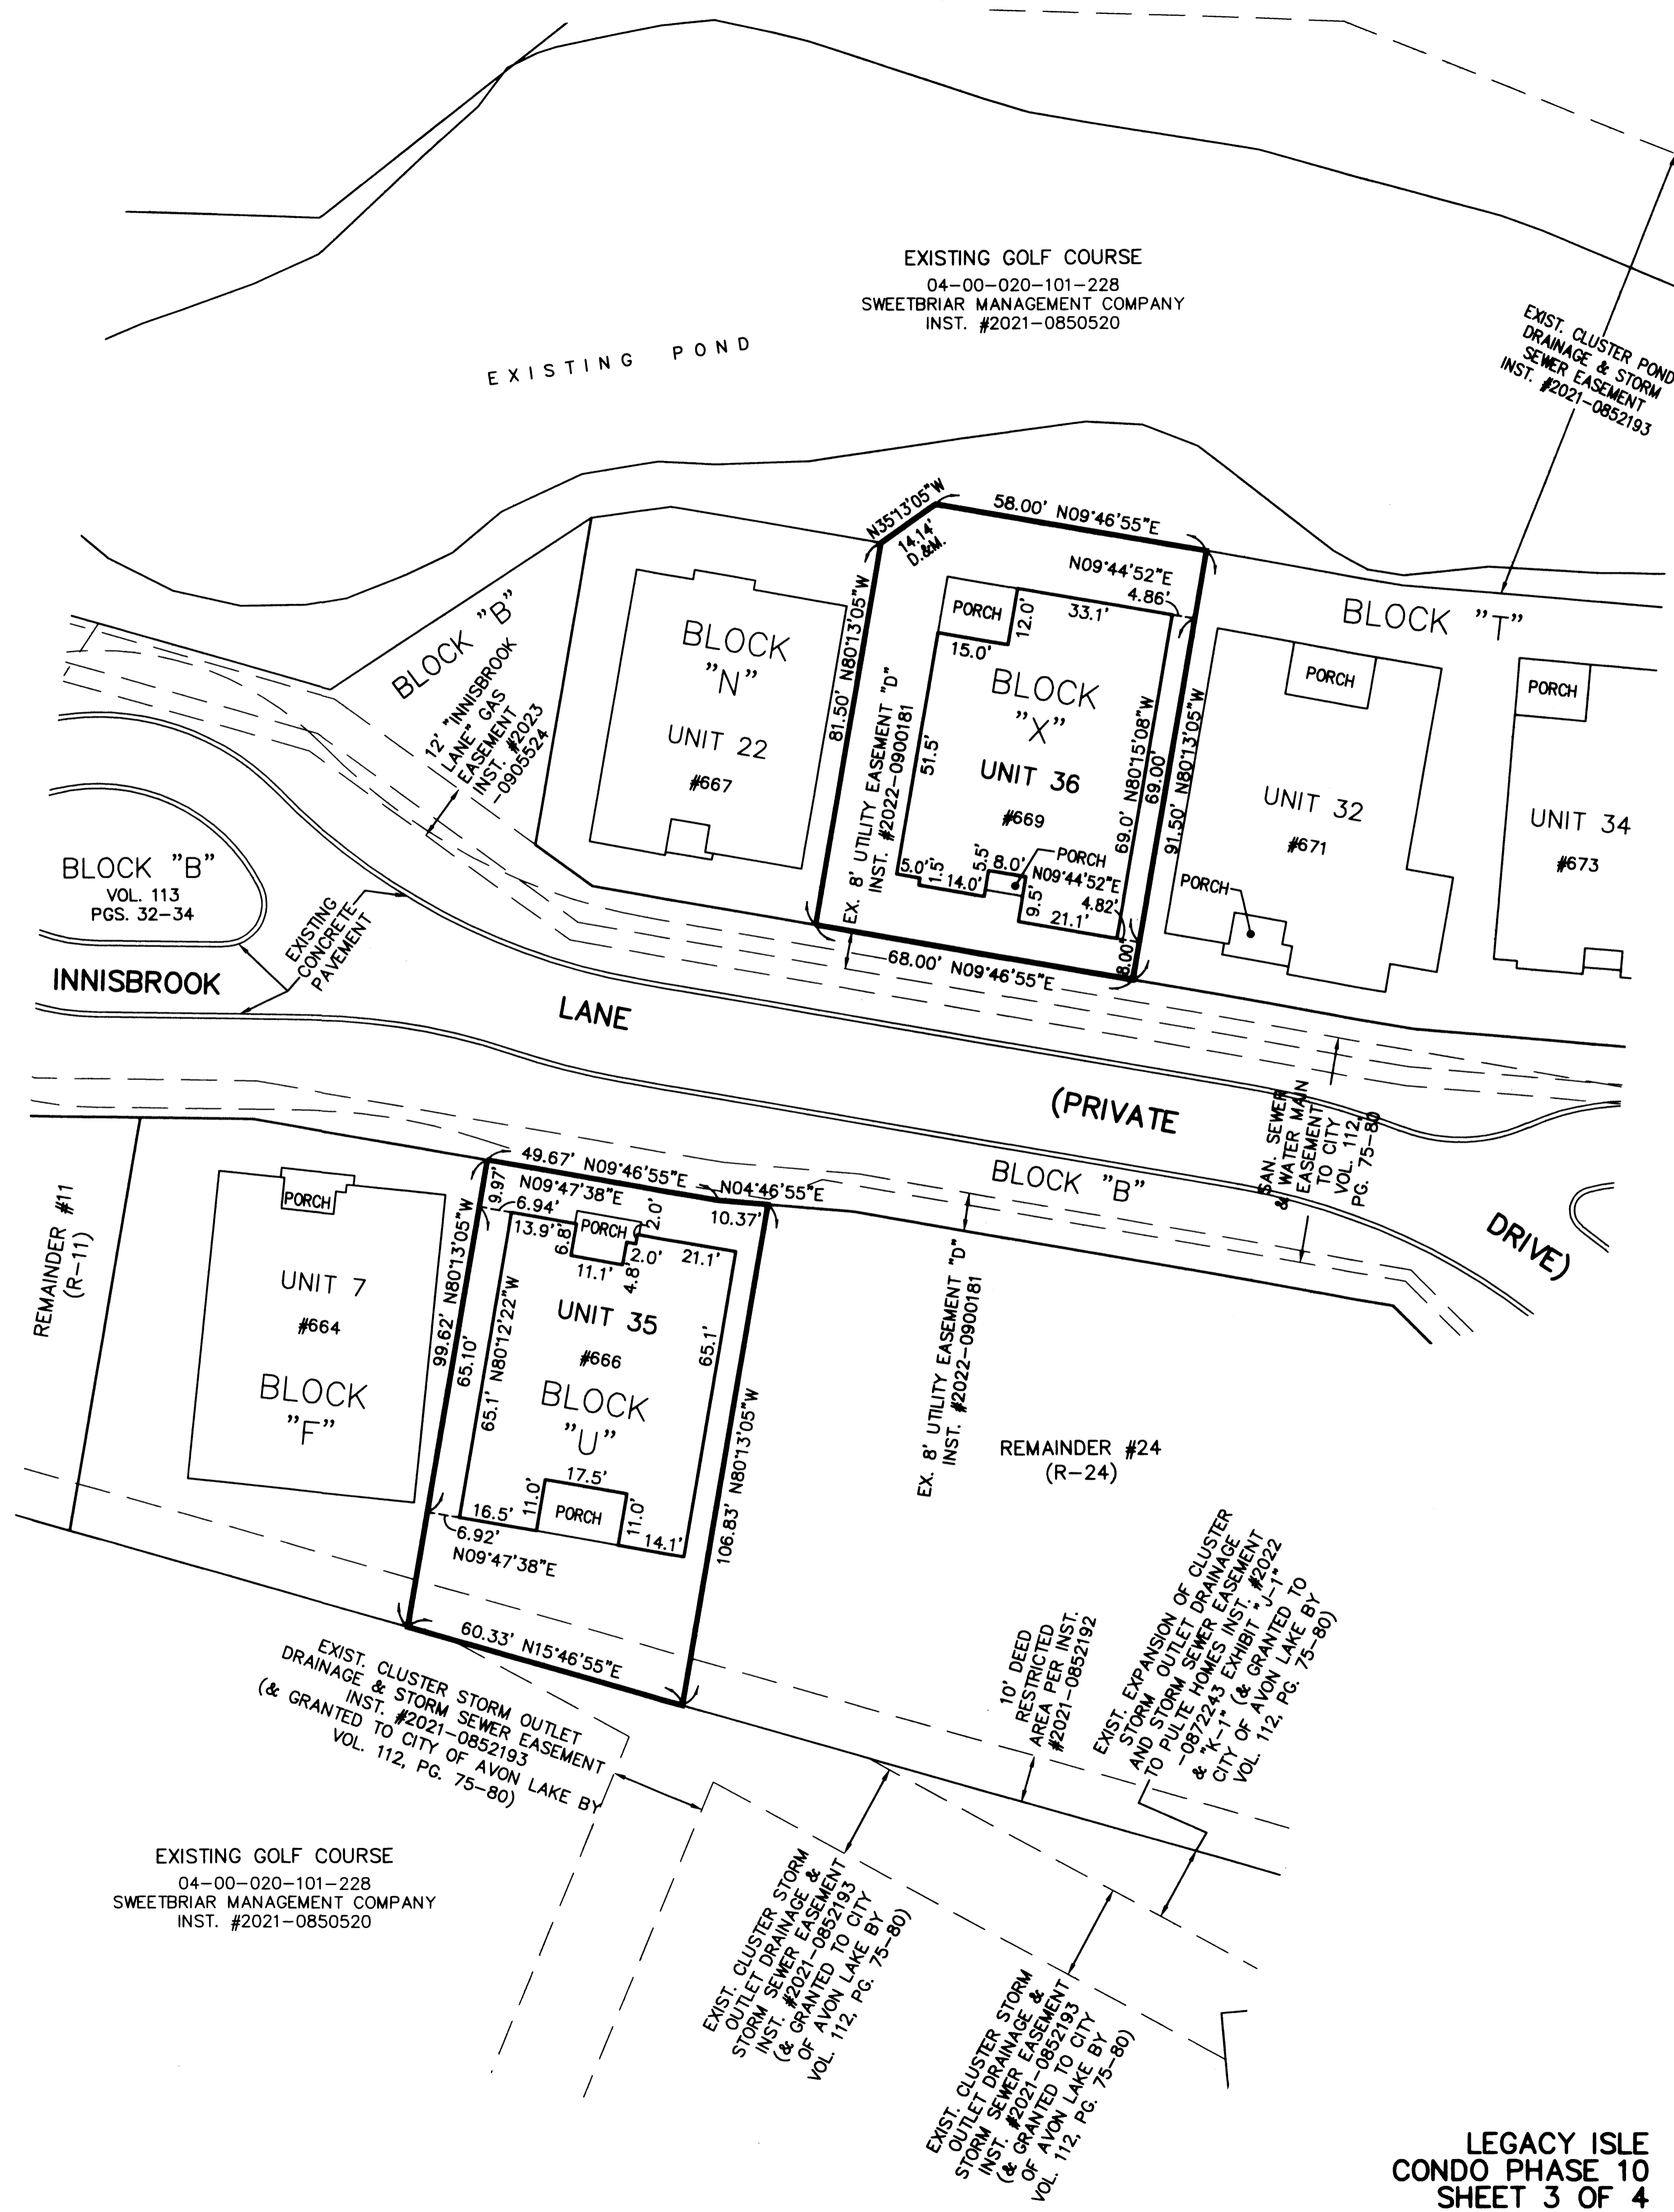 EXISTING GOLF COURSE
04-00-020-101-228
SWEETBRIAR MANAGEMENT COMPANY
INST. #2021-0850520
EXISTING POND
EXIST. CLUSTER POND
DRAINAGE & STORM
SEWER EASEMENT
INST. #2021-0852193
N35°13'05"W
14.14'
D.&M.
58.00' N09°46'55"E
N09°44'52"E
4.86'
33.1'
PORCH
12.0'
15.0'
BLOCK
"X"
UNIT 36
#669
51.5'
81.50' N80°13'05"W
EX. 8' UTILITY EASEMENT "D"
INST. #2022-0900181
69.0' N80°15'08"W
69.00'
91.50' N80°13'05"W
5.0'
1.5'
14.0'
5.5'
8.0'
PORCH
N09°44'52"E
9.5'
4.82'
21.1'
8.00'
68.00' N09°46'55"E
BLOCK "B"
12' "INNISBROOK
LANE" GAS
EASEMENT
INST. #2023
-0905524
BLOCK
"N"
UNIT 22
#667
BLOCK "T"
PORCH
UNIT 32
#671
PORCH
PORCH
UNIT 34
#673
BLOCK "B"
VOL. 113
PGS. 32-34
EXISTING
CONCRETE
PAVEMENT
INNISBROOK
LANE
(PRIVATE
DRIVE)
SAN. SEWER
& WATER MAIN
EASEMENT
TO CITY
VOL. 112,
PG. 75-80
BLOCK "B"
REMAINDER #11
(R-11)
PORCH
UNIT 7
#664
BLOCK
"F"
49.67' N09°46'55"E
N04°46'55"E
10.37'
9.97'
N09°47'38"E
6.94'
13.9'
6.8'
PORCH
2.0'
2.0'
11.1'
4.8'
21.1'
UNIT 35
#666
BLOCK
"U"
99.62' N80°13'05"W
65.10'
65.1' N80°12'22"W
65.1'
106.83' N80°13'05"W
17.5'
11.0'
PORCH
11.0'
16.5'
14.1'
6.92'
N09°47'38"E
60.33' N15°46'55"E
EX. 8' UTILITY EASEMENT "D"
INST. #2022-0900181
REMAINDER #24
(R-24)
EXIST. CLUSTER STORM OUTLET
DRAINAGE & STORM SEWER EASEMENT
INST. #2021-0852193
(& GRANTED TO CITY OF AVON LAKE BY
VOL. 112, PG. 75-80)
10' DEED
RESTRICTED
AREA PER INST.
#2021-0852192
EXIST. EXPANSION OF CLUSTER
STORM OUTLET DRAINAGE
AND STORM SEWER EASEMENT
TO PULTE HOMES INST. #2022
-0872243 EXHIBIT "J-1"
& "K-1" (& GRANTED TO
CITY OF AVON LAKE BY
VOL. 112, PG. 75-80)
EXISTING GOLF COURSE
04-00-020-101-228
SWEETBRIAR MANAGEMENT COMPANY
INST. #2021-0850520
EXIST. CLUSTER STORM
OUTLET DRAINAGE &
STORM SEWER EASEMENT
INST. #2021-0852193
(& GRANTED TO CITY
OF AVON LAKE BY
VOL. 112, PG. 75-80)
EXIST. CLUSTER STORM
OUTLET DRAINAGE &
STORM SEWER EASEMENT
INST. #2021-0852193
(& GRANTED TO CITY
OF AVON LAKE BY
VOL. 112, PG. 75-80)
LEGACY ISLE
CONDO PHASE 10
SHEET 3 OF 4